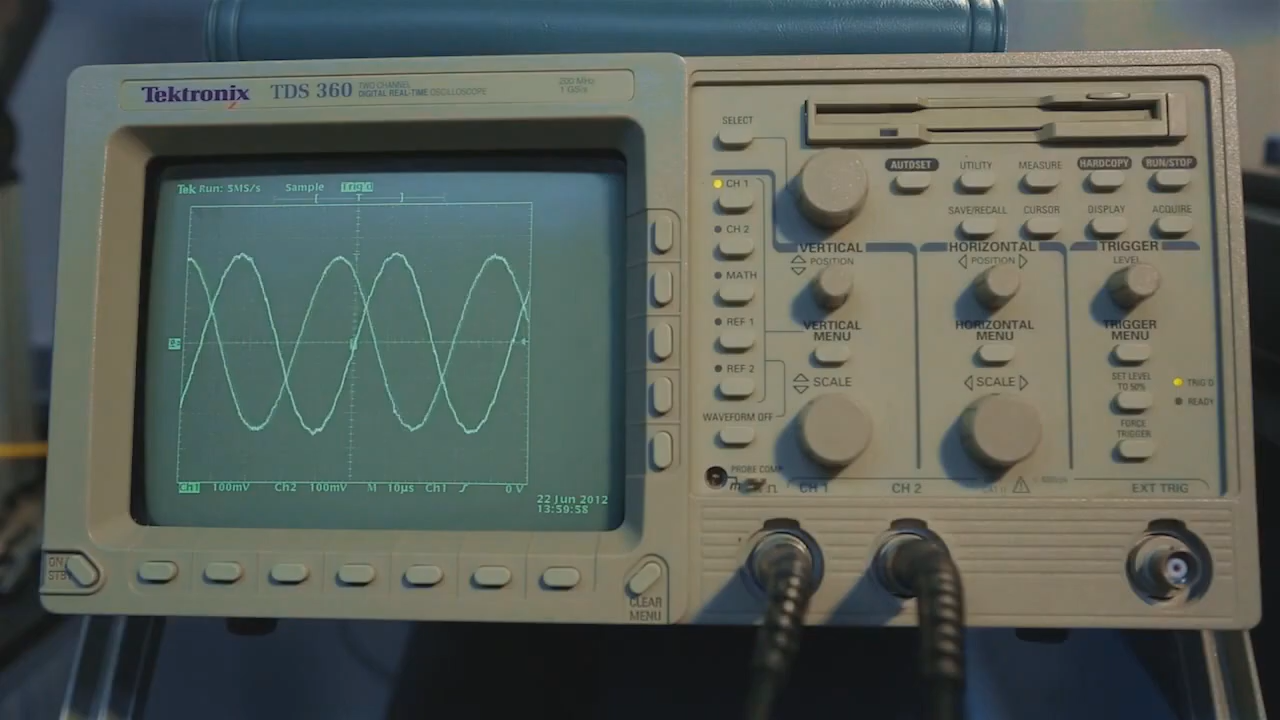 Tektronix TDS 360 TWO CHANNEL DIGITAL REAL-TIME OSCILLOSCOPE
200 MHz
1 GS/s
Tek Run: 5MS/s Sample Trig'd
Ch1 100mV Ch2 100mV M 10µs Ch1 0 V
22 Jun 2012
13:59:58
ON/
STBY
CLEAR
MENU
SELECT
CH 1
CH 2
MATH
REF 1
REF 2
WAVEFORM OFF
AUTOSET UTILITY MEASURE HARDCOPY RUN/STOP
SAVE/RECALL CURSOR DISPLAY ACQUIRE
VERTICAL
POSITION
VERTICAL
MENU
SCALE
HORIZONTAL
POSITION
HORIZONTAL
MENU
SCALE
TRIGGER
LEVEL
TRIGGER
MENU
SET LEVEL
TO 50%
FORCE
TRIGGER
TRIG'D
READY
PROBE COMP
CH 1 CH 2 EXT TRIG